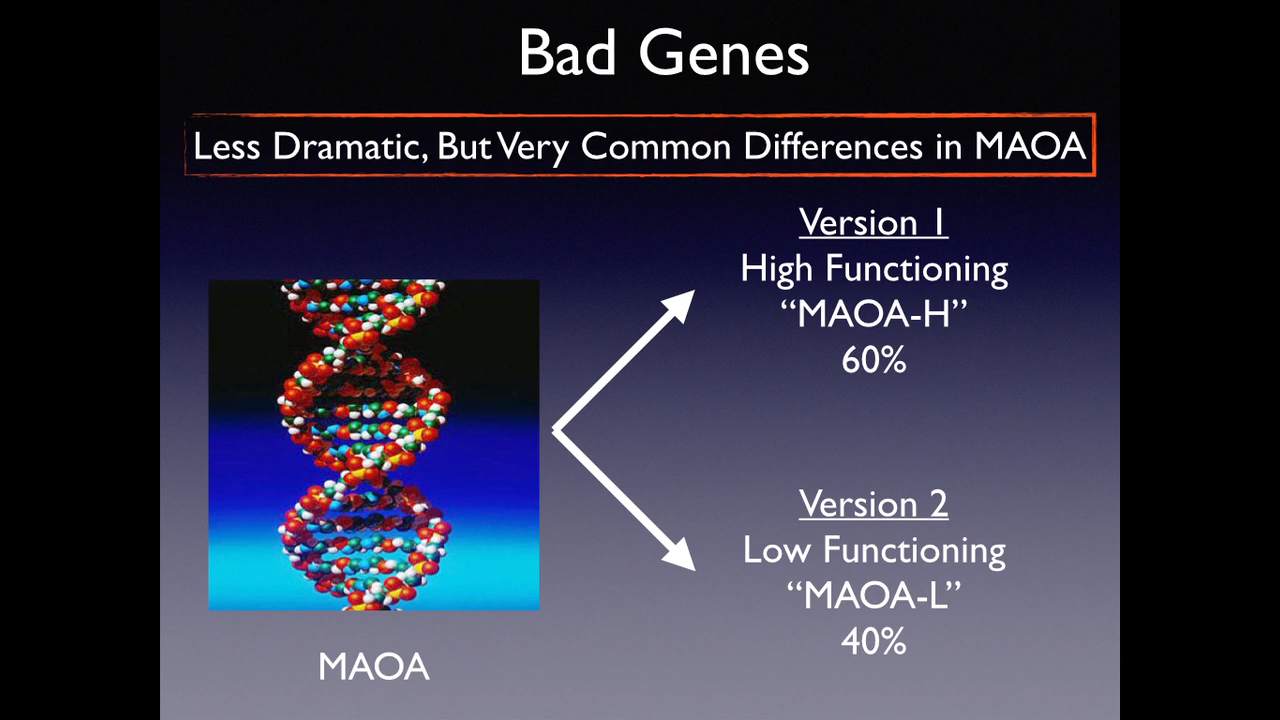 Bad Genes
Less Dramatic, But Very Common Differences in MAOA
Version 1
High Functioning
“MAOA-H”
60%
Version 2
Low Functioning
“MAOA-L”
40%
MAOA